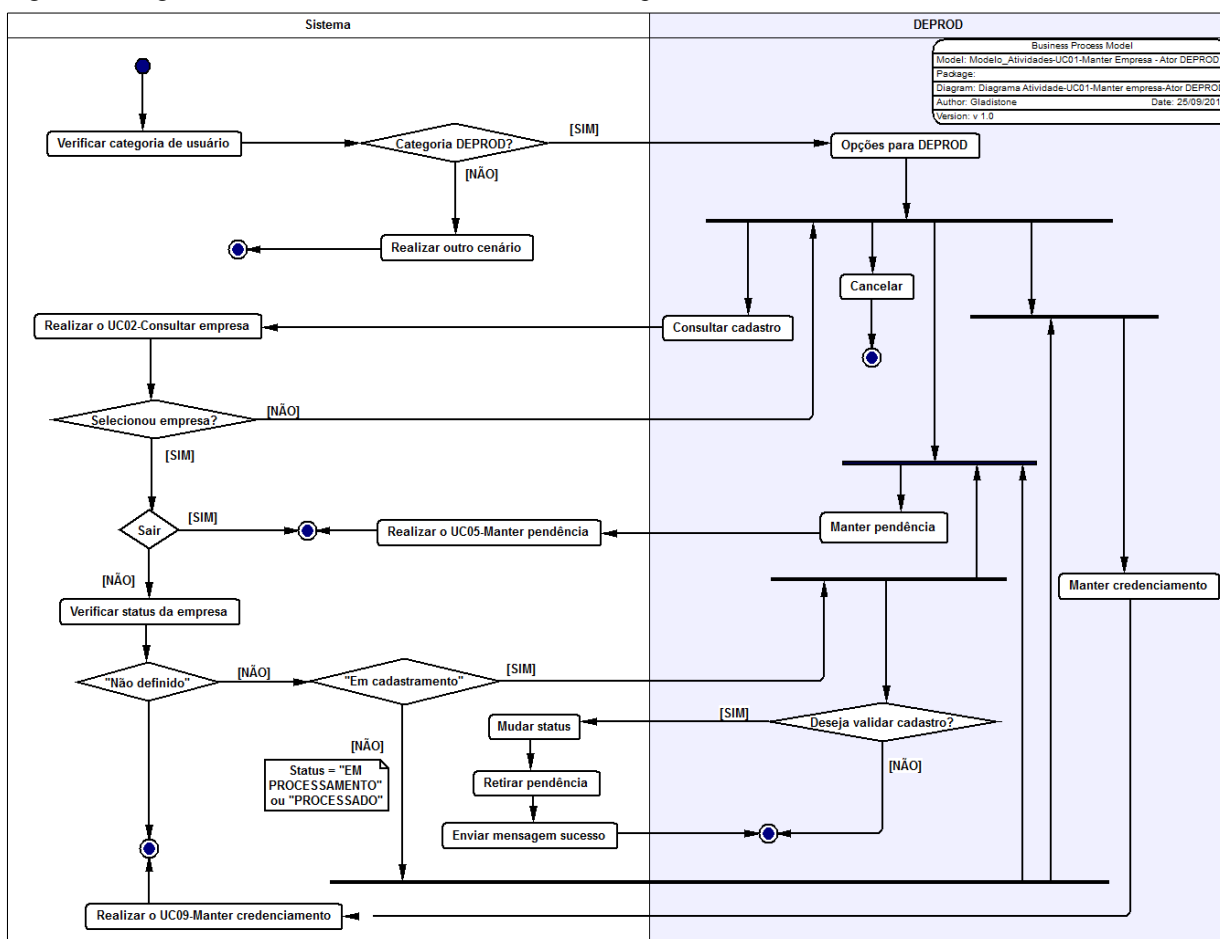 Sistema
DEPROD
Business Process Model
Model: Modelo_Atividades-UC01-Manter Empresa - Ator DEPROD
Package:
Diagram: Diagrama Atividade-UC01-Manter empresa-Ator DEPROD
Author: Gladistone Date: 25/09/201
Version: v 1.0
Verificar categoria de usuário
Categoria DEPROD?
[SIM]
Opções para DEPROD
[NÃO]
Realizar outro cenário
Cancelar
Realizar o UC02-Consultar empresa
Consultar cadastro
Selecionou empresa?
[NÃO]
[SIM]
Sair
[SIM]
Realizar o UC05-Manter pendência
Manter pendência
[NÃO]
Manter credenciamento
Verificar status da empresa
"Não definido"
[NÃO]
"Em cadastramento"
[SIM]
[SIM]
Deseja validar cadastro?
Mudar status
[NÃO]
[NÃO]
Status = "EM
PROCESSAMENTO"
ou "PROCESSADO"
Retirar pendência
Enviar mensagem sucesso
Realizar o UC09-Manter credenciamento